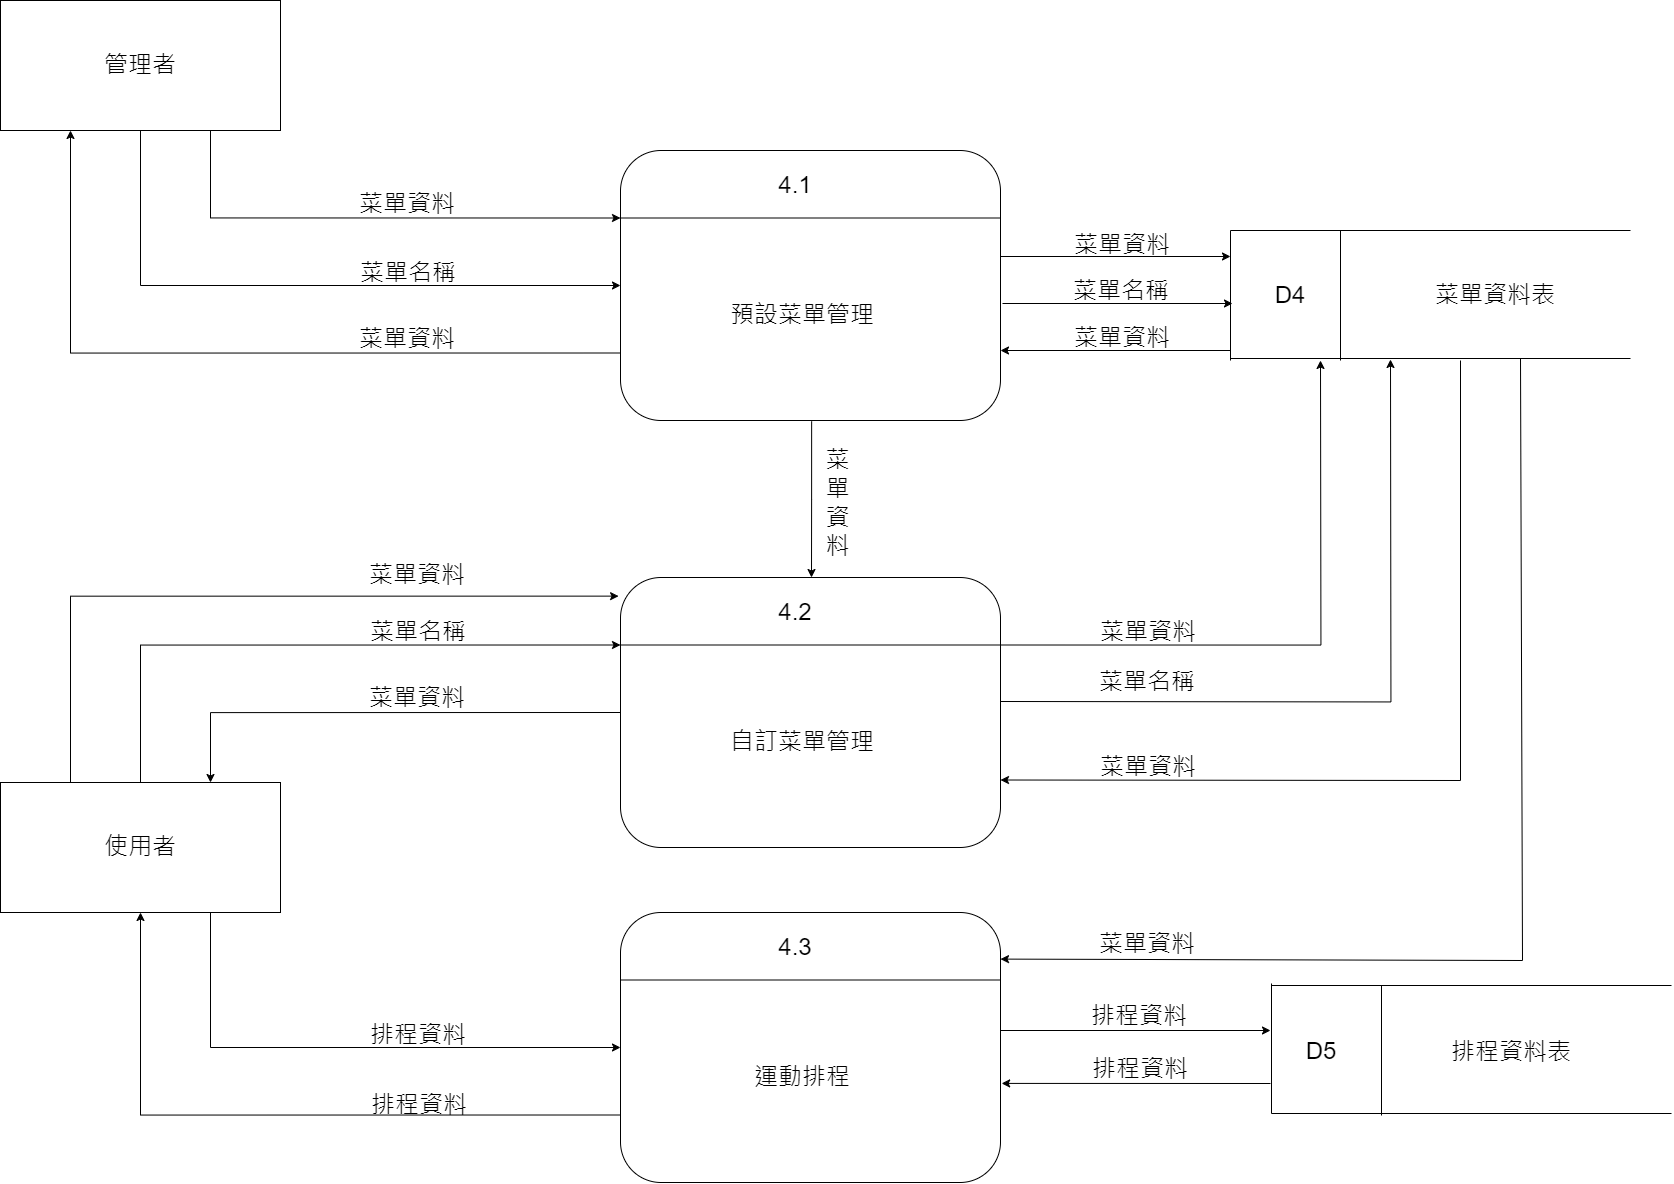 管理者
4.1
菜單資料
菜單資料
菜單名稱
菜單名稱
D4
菜單資料表
預設菜單管理
菜單資料
菜單資料
菜單資料
菜單資料
4.2
菜單名稱
菜單資料
菜單名稱
菜單資料
自訂菜單管理
菜單資料
使用者
4.3
菜單資料
排程資料
排程資料
D5
排程資料表
排程資料
運動排程
排程資料